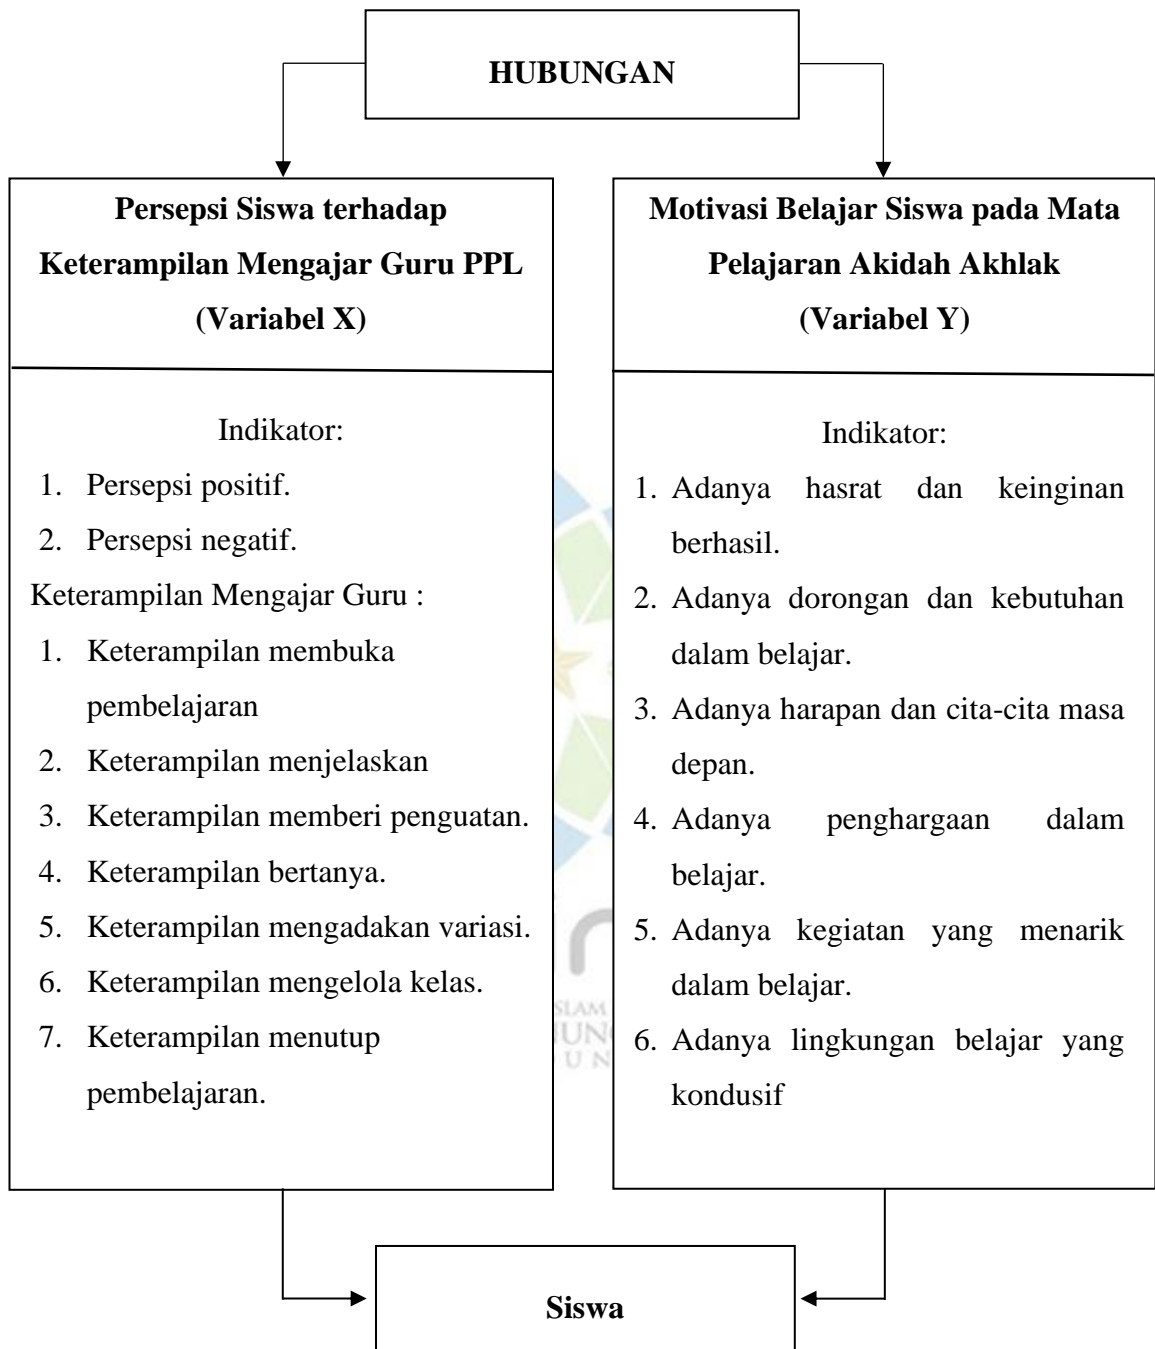 HUBUNGAN
Persepsi Siswa terhadap
Keterampilan Mengajar Guru PPL
(Variabel X)
Indikator:
1. Persepsi positif.
2. Persepsi negatif.
Keterampilan Mengajar Guru :
1. Keterampilan membuka
pembelajaran
2. Keterampilan menjelaskan
3. Keterampilan memberi penguatan.
4. Keterampilan bertanya.
5. Keterampilan mengadakan variasi.
6. Keterampilan mengelola kelas.
7. Keterampilan menutup
pembelajaran.
Motivasi Belajar Siswa pada Mata
Pelajaran Akidah Akhlak
(Variabel Y)
Indikator:
1. Adanya hasrat dan keinginan
berhasil.
2. Adanya dorongan dan kebutuhan
dalam belajar.
3. Adanya harapan dan cita-cita masa
depan.
4. Adanya penghargaan dalam
belajar.
5. Adanya kegiatan yang menarik
dalam belajar.
6. Adanya lingkungan belajar yang
kondusif
Siswa